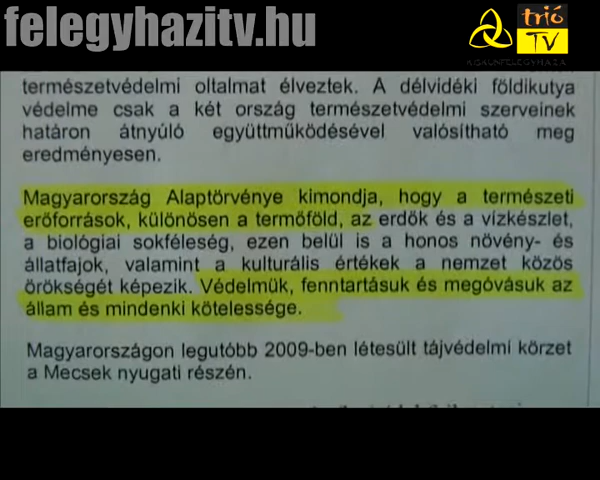 felegyhazitv.hu
trió
TV
KISKUNFÉLEGYHÁZA
természetvédelmi oltalmat élveztek. A délvidéki földikutya
védelme csak a két ország természetvédelmi szerveinek
határon átnyúló együttműködésével valósítható meg
eredményesen.
Magyarország Alaptörvénye kimondja, hogy a természeti
erőforrások, különösen a termőföld, az erdők és a vízkészlet,
a biológiai sokféleség, ezen belül is a honos növény- és
állatfajok, valamint a kulturális értékek a nemzet közös
örökségét képezik. Védelmük, fenntartásuk és megóvásuk az
állam és mindenki kötelessége.
Magyarországon legutóbb 2009-ben létesült tájvédelmi körzet
a Mecsek nyugati részén.